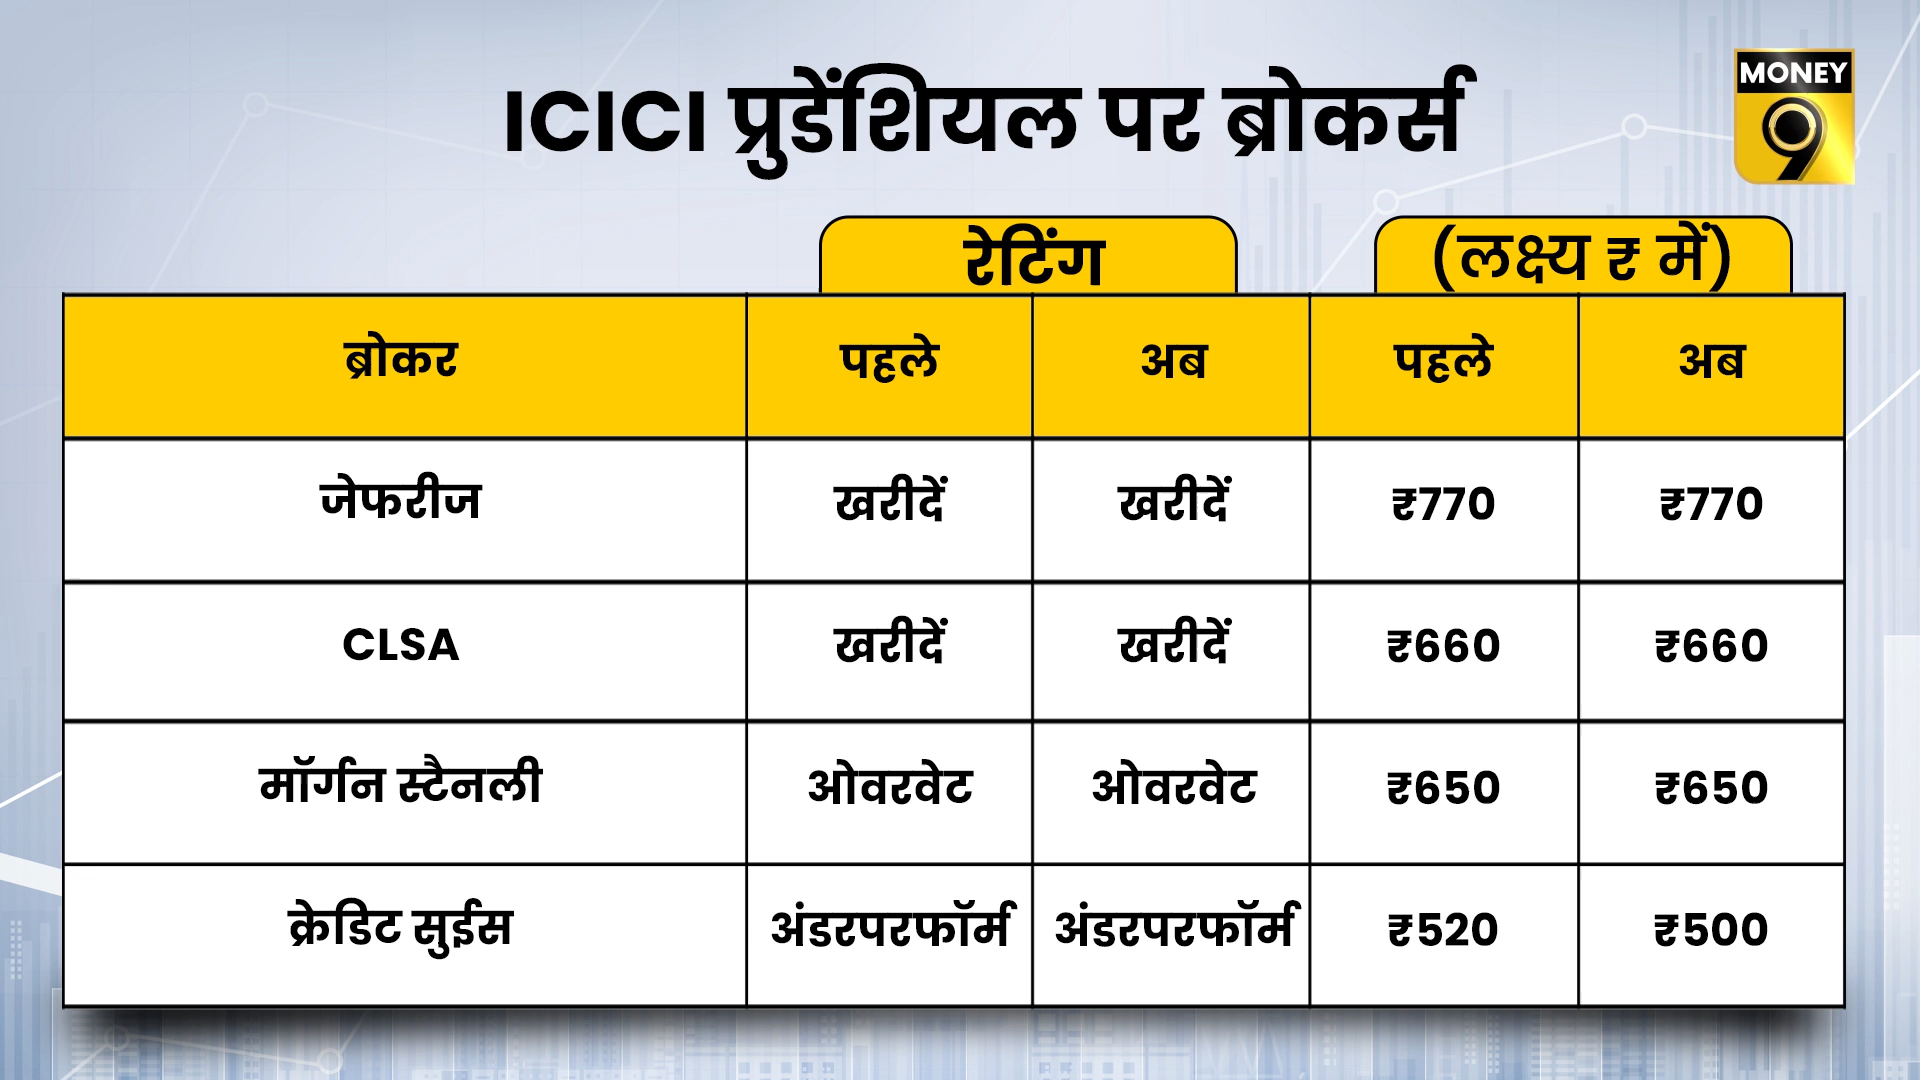 ICICI प्रुडेंशियल पर ब्रोकर्स
MONEY
9
रेटिंग (लक्ष्य ₹ में)
ब्रोकर पहले अब पहले अब
जेफरीज खरीदें खरीदें ₹770 ₹770
CLSA खरीदें खरीदें ₹660 ₹660
मॉर्गन स्टैनली ओवरवेट ओवरवेट ₹650 ₹650
क्रेडिट सुईस अंडरपरफॉर्म अंडरपरफॉर्म ₹520 ₹500